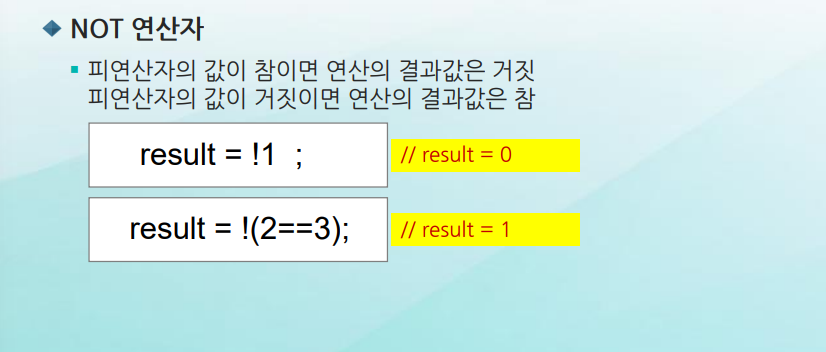 NOT 연산자
피연산자의 값이 참이면 연산의 결과값은 거짓
피연산자의 값이 거짓이면 연산의 결과값은 참
result = !1 ; // result = 0
result = !(2==3); // result = 1